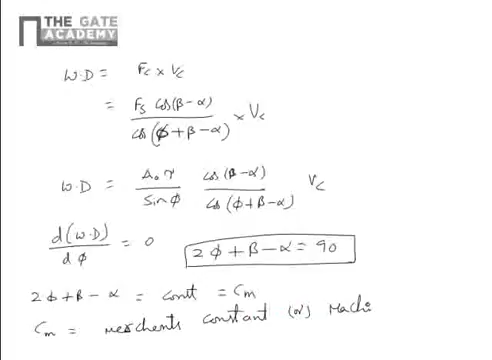 THE GATE
ACADEMY
W.D = Fc × Vc
= Fs cos(β-α) / cos(ϕ+β-α) × Vc
W.D = A₀ τ / sin ϕ cos(β-α) / cos(ϕ+β-α) Vc
d(W.D) / dϕ = 0 2ϕ+β-α = 90
2ϕ+β-α = const = Cm
Cm = merchents constant (or) Machi